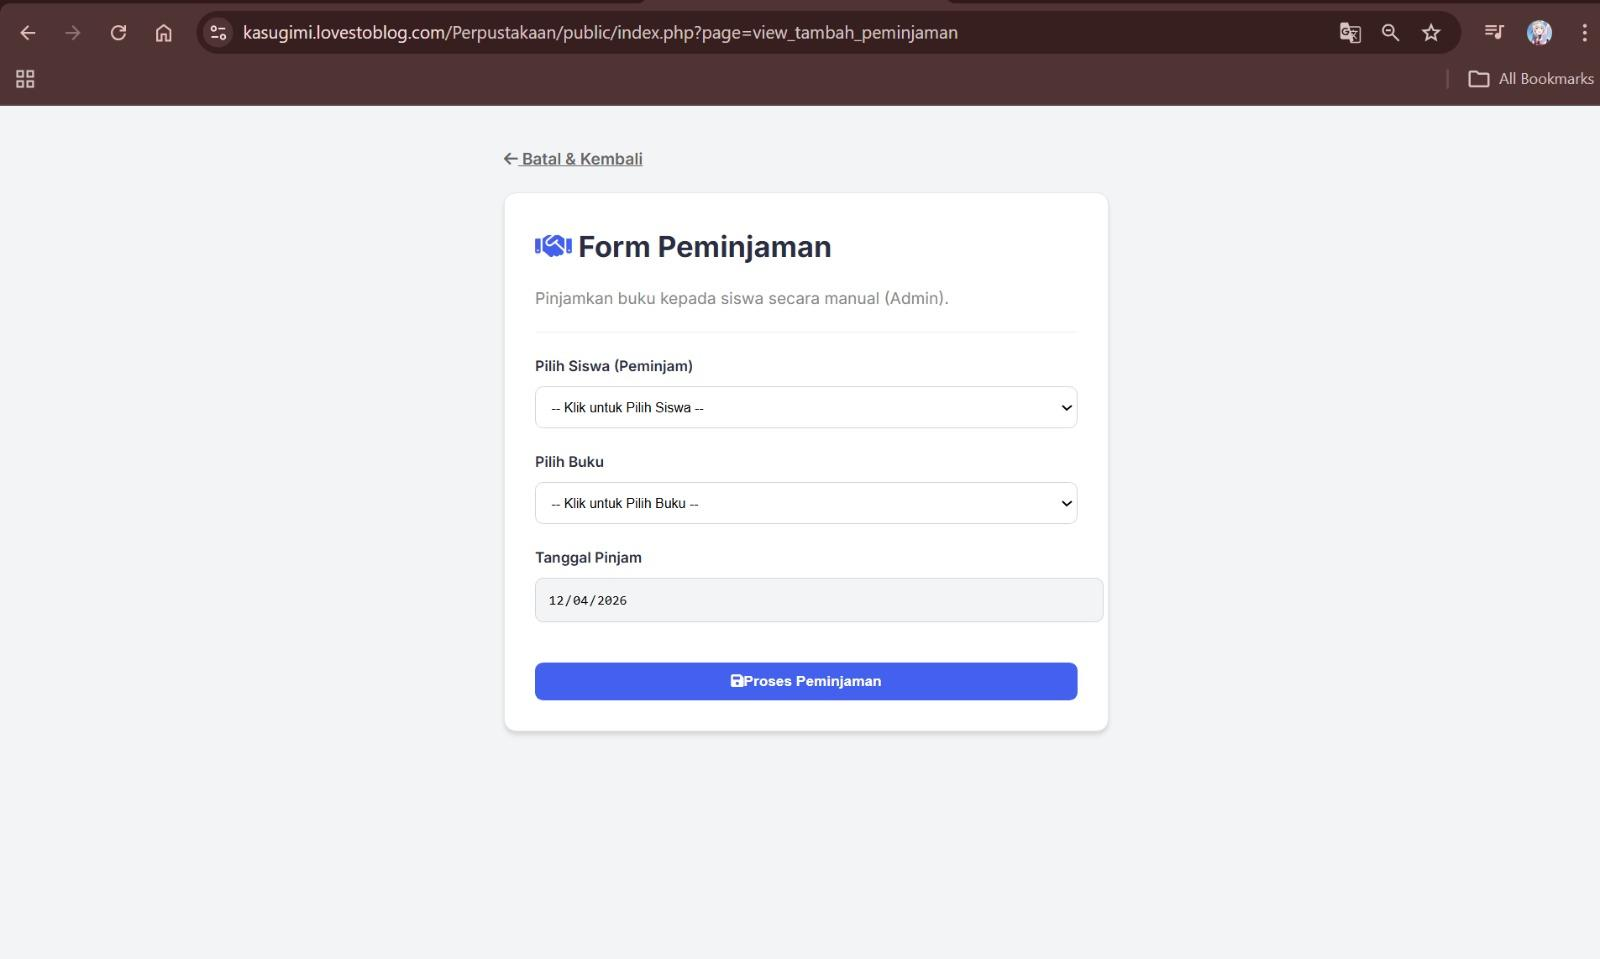 kasugimi.lovestoblog.com/Perpustakaan/public/index.php?page=view_tambah_peminjaman
All Bookmarks
Batal & Kembali
Form Peminjaman
Pinjamkan buku kepada siswa secara manual (Admin).
Pilih Siswa (Peminjam)
-- Klik untuk Pilih Siswa --
Pilih Buku
-- Klik untuk Pilih Buku --
Tanggal Pinjam
12/04/2026
Proses Peminjaman